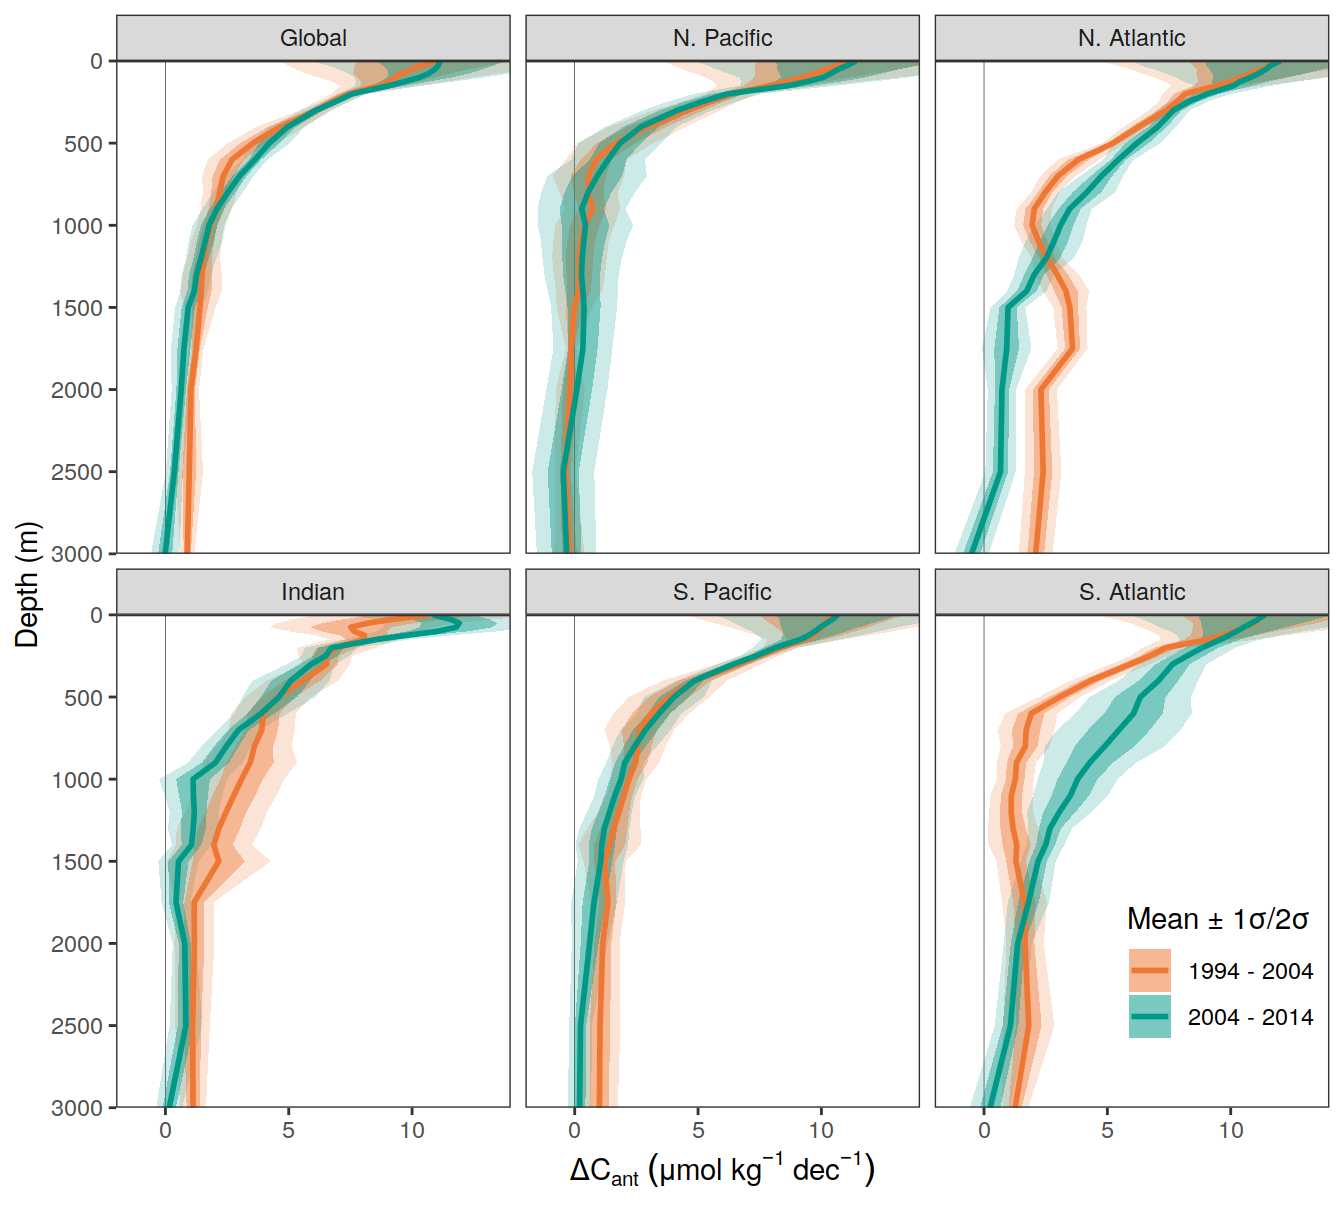 Global
N. Pacific
N. Atlantic
0
500
1000
1500
2000
2500
3000
Depth (m)
Indian
S. Pacific
S. Atlantic
0
500
1000
1500
2000
2500
3000
Mean ± 1σ/2σ
1994 - 2004
2004 - 2014
0 5 10
0 5 10
0 5 10
ΔCant (μmol kg−1 dec−1)